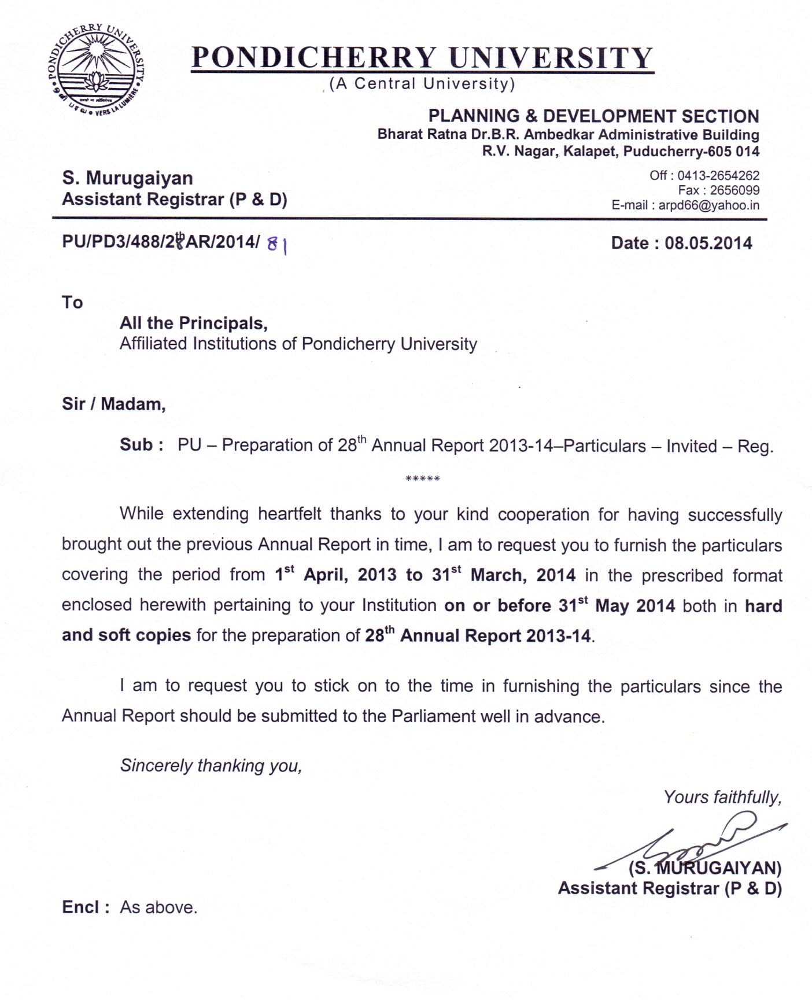 PONDICHERRY UNIVERSITY
VERS LA LUMIÈRE
PONDICHERRY UNIVERSITY
(A Central University)
PLANNING & DEVELOPMENT SECTION
Bharat Ratna Dr.B.R. Ambedkar Administrative Building
R.V. Nagar, Kalapet, Puducherry-605 014
S. Murugaiyan
Assistant Registrar (P & D)
Off : 0413-2654262
Fax : 2656099
E-mail : arpd66@yahoo.in
PU/PD3/488/28th AR/2014/ 81
Date : 08.05.2014
To
All the Principals,
Affiliated Institutions of Pondicherry University
Sir / Madam,
Sub : PU – Preparation of 28th Annual Report 2013-14–Particulars – Invited – Reg.
*****
While extending heartfelt thanks to your kind cooperation for having successfully
brought out the previous Annual Report in time, I am to request you to furnish the particulars
covering the period from 1st April, 2013 to 31st March, 2014 in the prescribed format
enclosed herewith pertaining to your Institution on or before 31st May 2014 both in hard
and soft copies for the preparation of 28th Annual Report 2013-14.
I am to request you to stick on to the time in furnishing the particulars since the
Annual Report should be submitted to the Parliament well in advance.
Sincerely thanking you,
Yours faithfully,
(S. MURUGAIYAN)
Assistant Registrar (P & D)
Encl : As above.